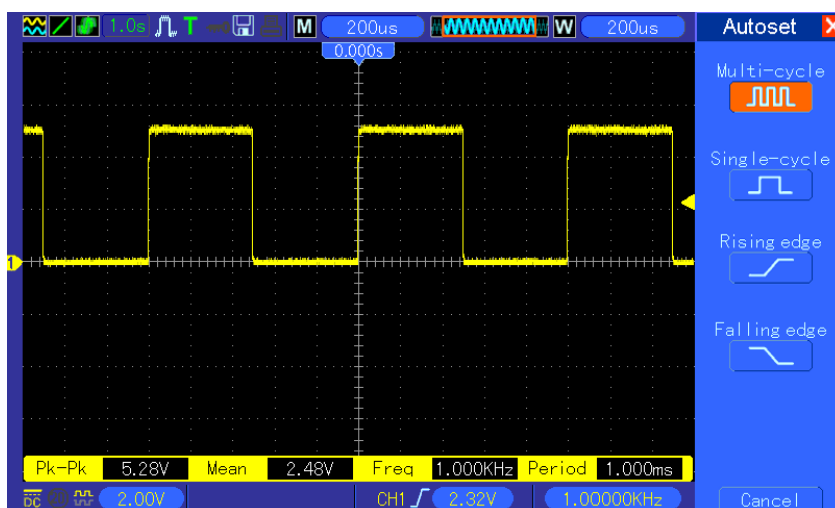 1.0s T M 200us W 200us Autoset X
0.000s
Multi-cycle
Single-cycle
Rising edge
1
Falling edge
Pk-Pk 5.28V Mean 2.48V Freq 1.000KHz Period 1.000ms
DC 2.00V CH1 2.32V 1.00000KHz Cancel